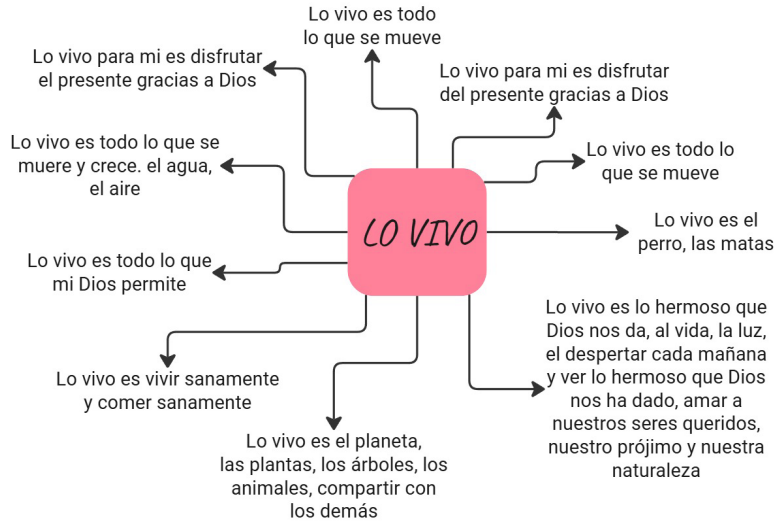 Lo vivo es todo
lo que se mueve
Lo vivo para mi es disfrutar
el presente gracias a Dios
Lo vivo para mi es disfrutar
del presente gracias a Dios
Lo vivo es todo lo que se
muere y crece. el agua,
el aire
Lo vivo es todo lo
que se mueve
LO VIVO
Lo vivo es el
perro, las matas
Lo vivo es todo lo que
mi Dios permite
Lo vivo es lo hermoso que
Dios nos da, al vida, la luz,
el despertar cada mañana
y ver lo hermoso que Dios
nos ha dado, amar a
nuestros seres queridos,
nuestro prójimo y nuestra
naturaleza
Lo vivo es vivir sanamente
y comer sanamente
Lo vivo es el planeta,
las plantas, los árboles, los
animales, compartir con
los demás